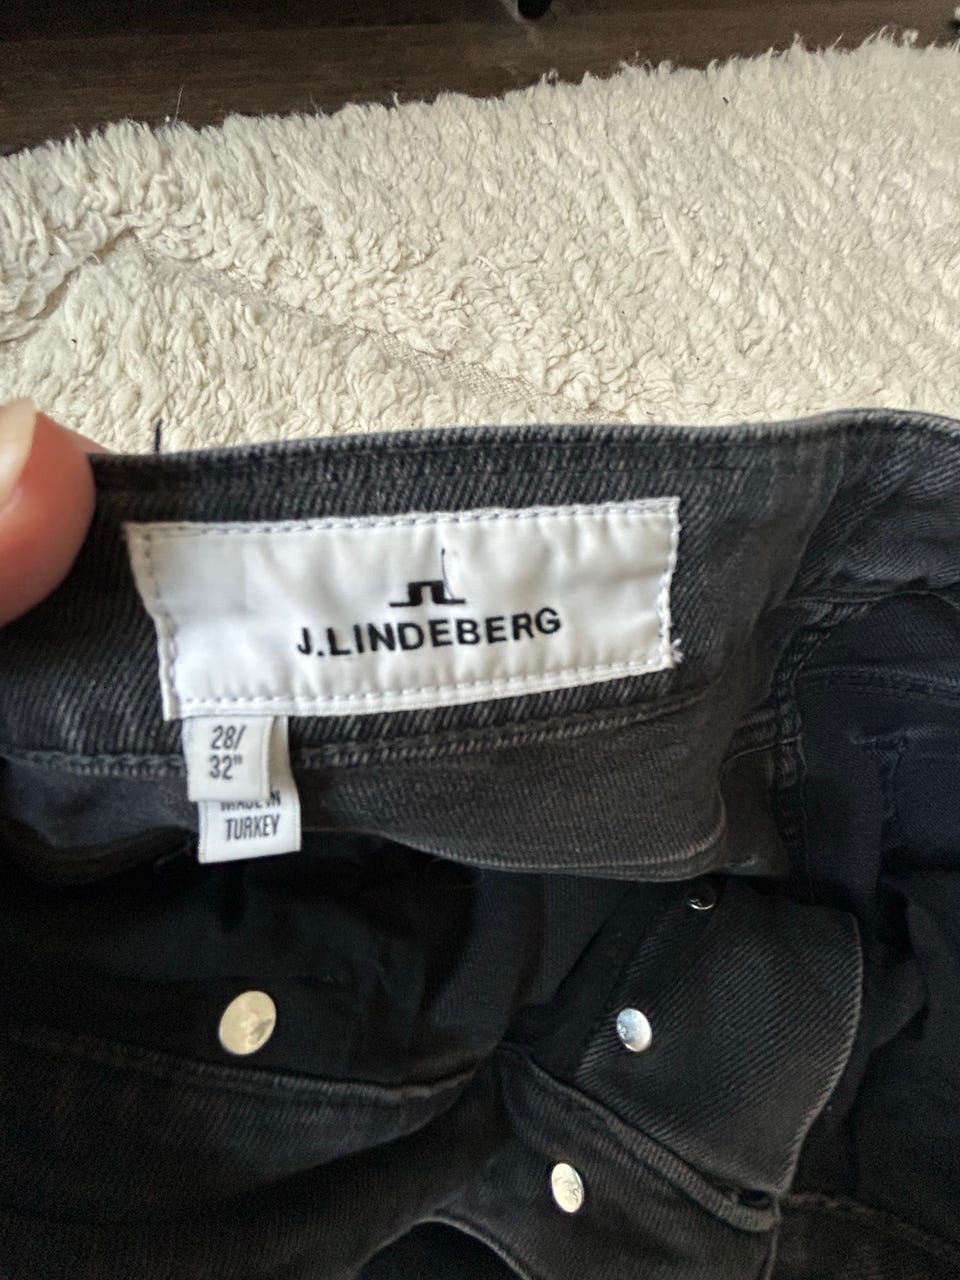 J.LINDEBERG
28/
32"
MADE IN
TURKEY